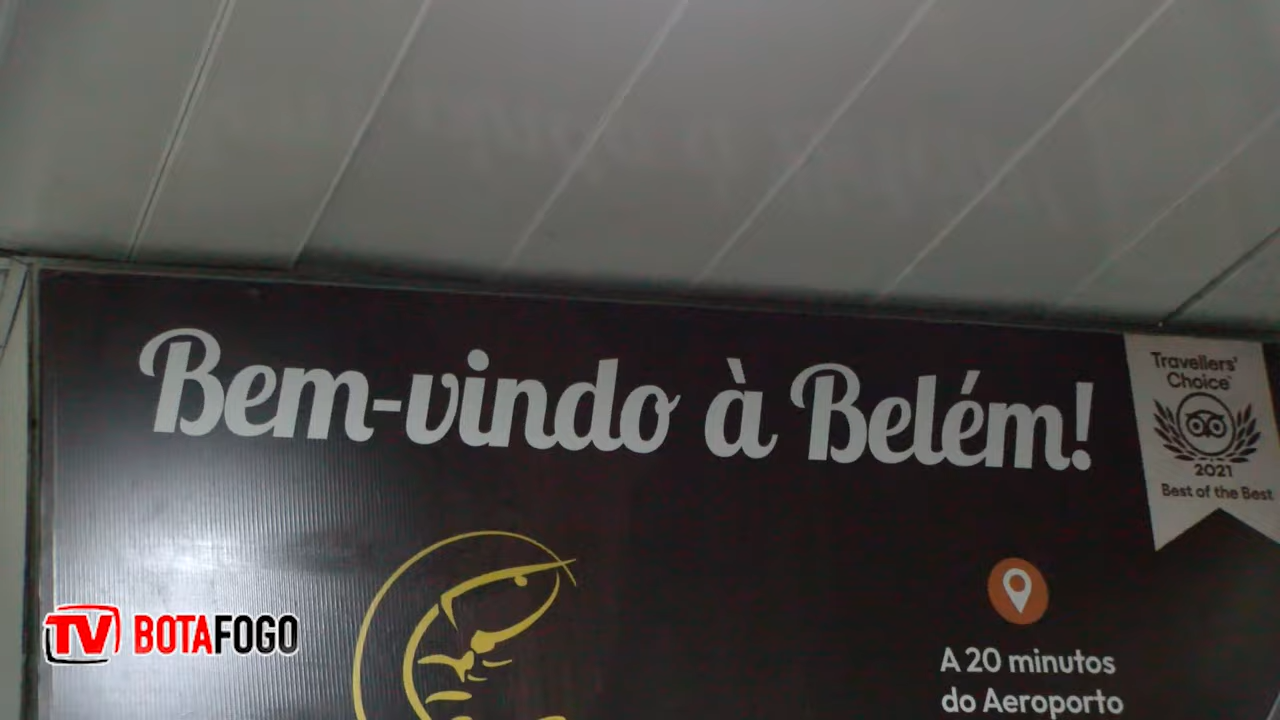 Bem-vindo à Belém!
Travellers'
Choice
2021
Best of the Best
A 20 minutos
do Aeroporto
TV BOTAFOGO